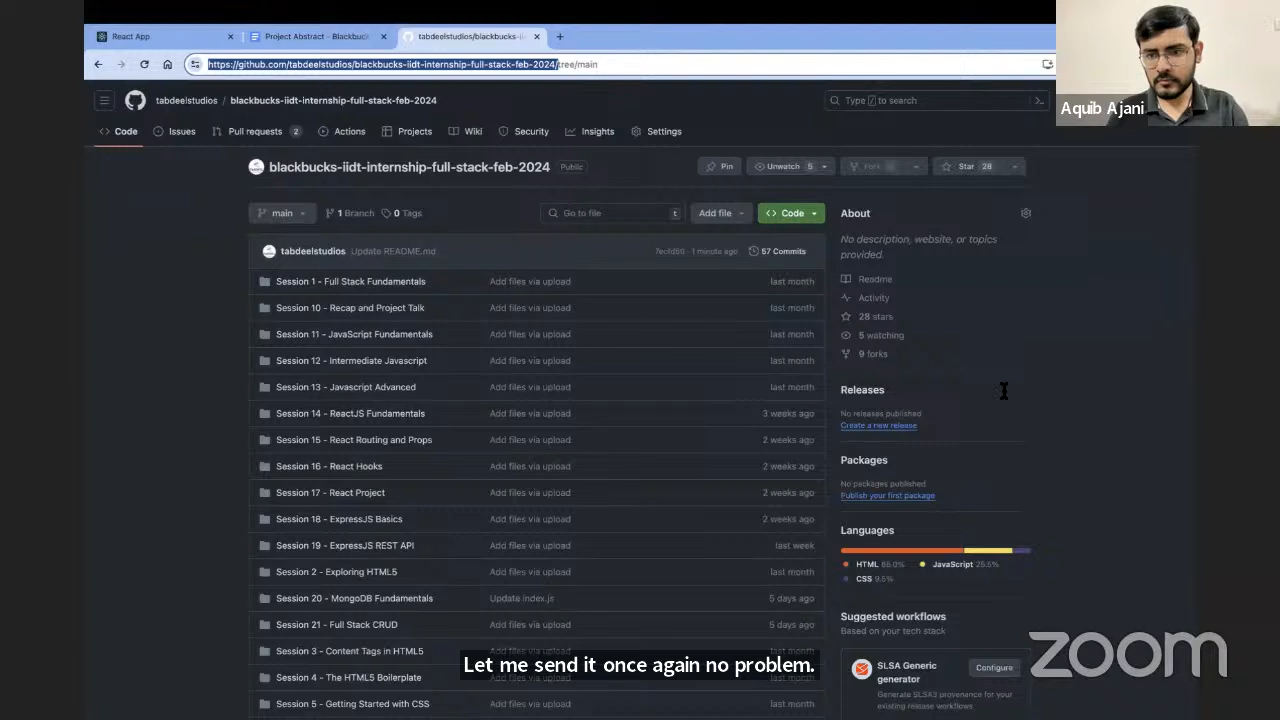 React App
Project Abstract - Blackbuck
tabdeelstudios/blackbucks-ii
https://github.com/tabdeelstudios/blackbucks-iidt-internship-full-stack-feb-2024/tree/main
Aquib Ajani
tabdeelstudios / blackbucks-iidt-internship-full-stack-feb-2024
Type / to search
Code Issues Pull requests 2 Actions Projects Wiki Security Insights Settings
blackbucks-iidt-internship-full-stack-feb-2024 Public
Pin Unwatch 5 Fork Star 28
main 1 Branch 0 Tags Go to file t Add file Code
tabdeelstudios Update README.md 1 minute ago 57 Commits
Session 1 - Full Stack Fundamentals Add files via upload last month
Session 10 - Recap and Project Talk Add files via upload last month
Session 11 - JavaScript Fundamentals Add files via upload last month
Session 12 - Intermediate Javascript Add files via upload last month
Session 13 - Javascript Advanced Add files via upload last month
Session 14 - ReactJS Fundamentals Add files via upload 3 weeks ago
Session 15 - React Routing and Props Add files via upload 2 weeks ago
Session 16 - React Hooks Add files via upload 2 weeks ago
Session 17 - React Project Add files via upload 2 weeks ago
Session 18 - ExpressJS Basics Add files via upload 2 weeks ago
Session 19 - ExpressJS REST API Add files via upload last week
Session 2 - Exploring HTML5 Add files via upload last month
Session 20 - MongoDB Fundamentals Update index.js 5 days ago
Session 21 - Full Stack CRUD Add files via upload 5 days ago
Session 3 - Content Tags in HTML5
Session 4 - The HTML5 Boilerplate
Session 5 - Getting Started with CSS Add files via upload last month
About
No description, website, or topics
provided.
Readme
Activity
28 stars
5 watching
9 forks
Releases
No releases published
Create a new release
Packages
No packages published
Publish your first package
Languages
HTML 65.0% JavaScript 25.5%
CSS 9.5%
Suggested workflows
Based on your tech stack
SLSA Generic
generator
Configure
Generate SLSA3 provenance for your
existing release workflows
Let me send it once again no problem.
zoom